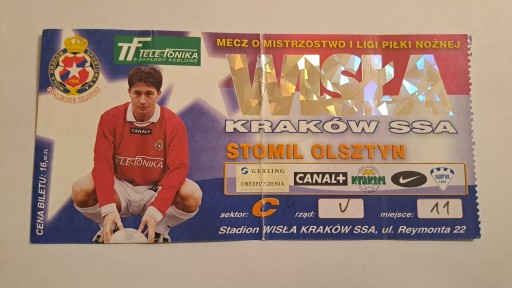 TELE-FONIKA
ZAKŁADY KABLOWE
MECZ O MISTRZOSTWO I LIGI PIŁKI NOŻNEJ
WISŁA
KRAKÓW SSA
STOMIL OLSZTYN
CANAL+
TELE-FONIKA
GERLING
UBEZPIECZENIA
CANAL+
sektor: C
rząd: V
miejsce: 11
Stadion WISŁA KRAKÓW SSA, ul. Reymonta 22
CENA BILETU: 16,